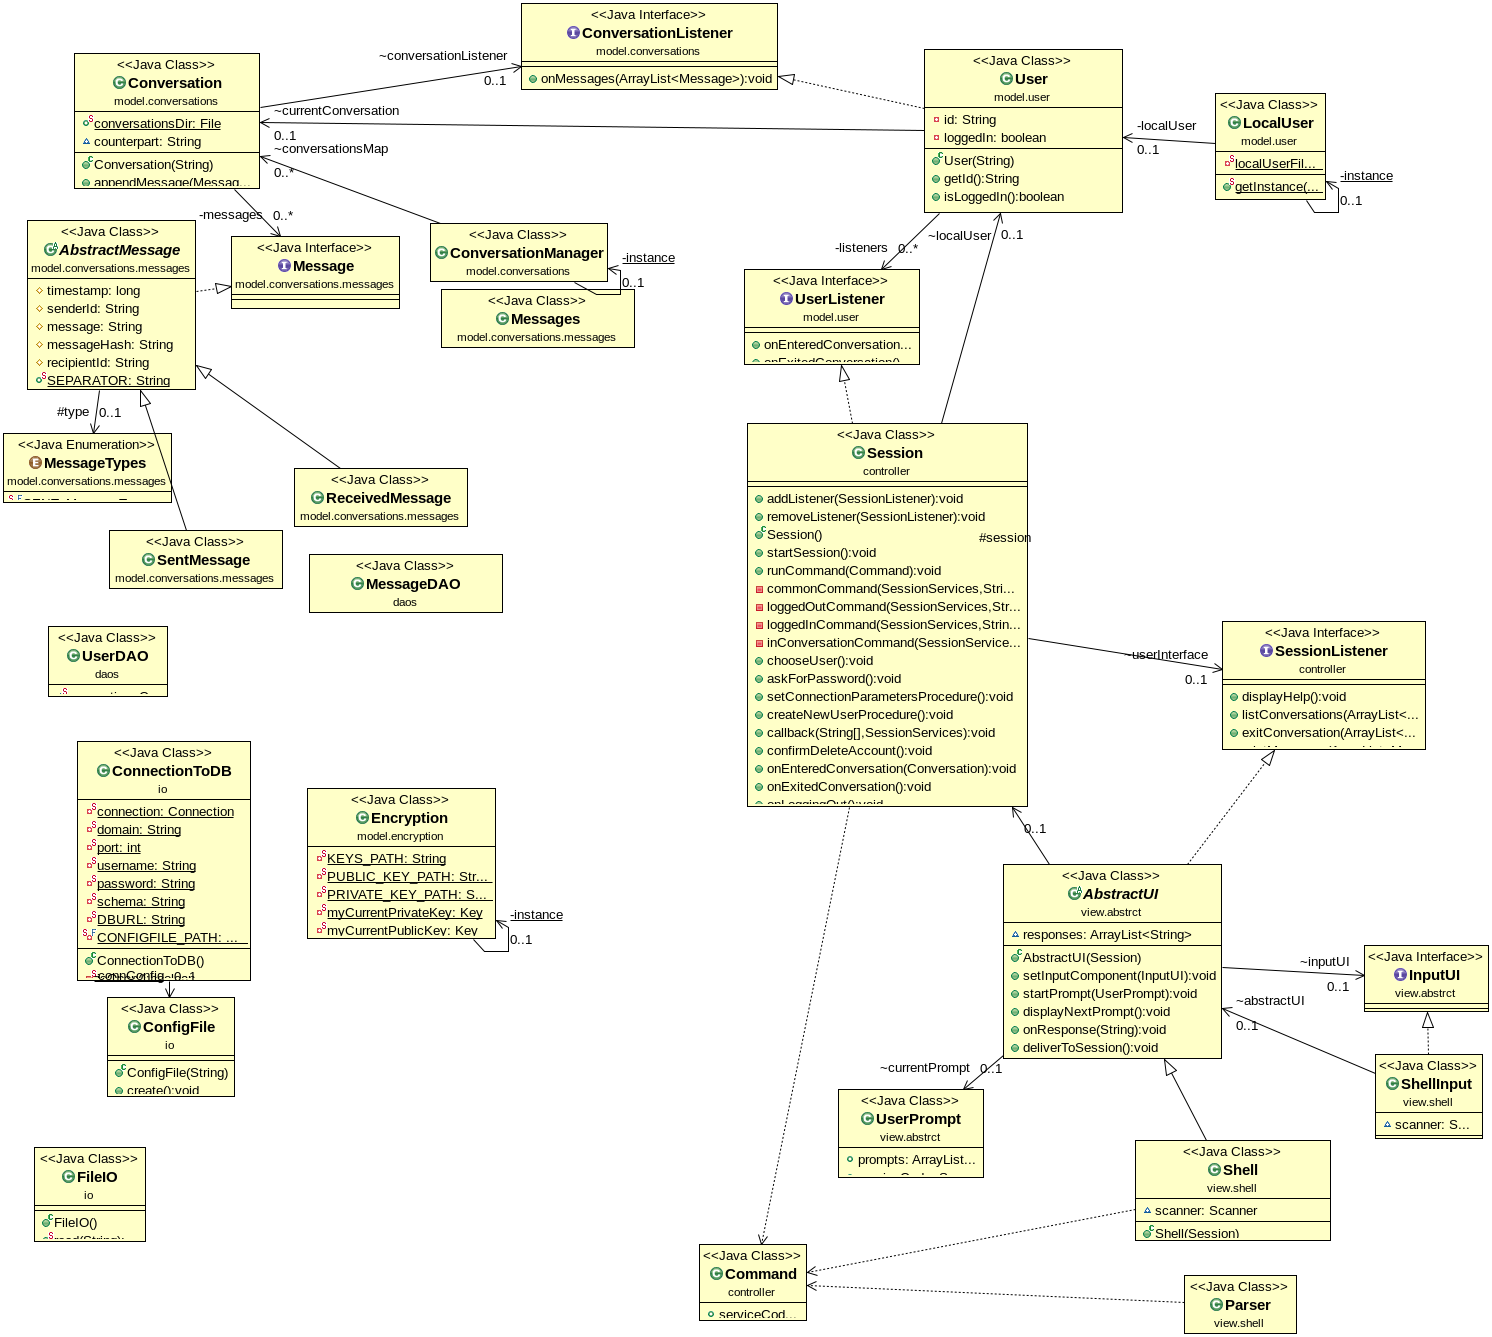 <<Java Interface>>
ConversationListener
model.conversations
onMessages(ArrayList<Message>):void
~conversationListener
0..1
<<Java Class>>
Conversation
model.conversations
conversationsDir: File
counterpart: String
Conversation(String)
appendMessage(Messag...
~currentConversation
0..1
~conversationsMap
0..*
<<Java Class>>
User
model.user
id: String
loggedIn: boolean
User(String)
getId():String
isLoggedIn():boolean
-localUser
0..1
<<Java Class>>
LocalUser
model.user
localUserFil...
getInstance(...
-instance
0..1
-messages
0..*
<<Java Class>>
AbstractMessage
model.conversations.messages
timestamp: long
senderId: String
message: String
messageHash: String
recipientId: String
SEPARATOR: String
<<Java Interface>>
Message
model.conversations.messages
<<Java Class>>
ConversationManager
model.conversations
-instance
0..1
<<Java Class>>
Messages
model.conversations.messages
-listeners
0..*
~localUser
0..1
<<Java Interface>>
UserListener
model.user
onEnteredConversation...
onExitedConversation()
#type
0..1
<<Java Enumeration>>
MessageTypes
model.conversations.messages
<<Java Class>>
ReceivedMessage
model.conversations.messages
<<Java Class>>
SentMessage
model.conversations.messages
<<Java Class>>
MessageDAO
daos
<<Java Class>>
UserDAO
daos
<<Java Class>>
Session
controller
addListener(SessionListener):void
removeListener(SessionListener):void
Session()
#session
startSession():void
runCommand(Command):void
commonCommand(SessionServices,Stri...
loggedOutCommand(SessionServices,Str...
loggedInCommand(SessionServices,Strin...
inConversationCommand(SessionService...
chooseUser():void
askForPassword():void
setConnectionParametersProcedure():void
createNewUserProcedure():void
callback(String[],SessionServices):void
confirmDeleteAccount():void
onEnteredConversation(Conversation):void
onExitedConversation():void
onLoggingOut():void
~userInterface
0..1
<<Java Interface>>
SessionListener
controller
displayHelp():void
listConversations(ArrayList<...
exitConversation(ArrayList<...
<<Java Class>>
ConnectionToDB
io
connection: Connection
domain: String
port: int
username: String
password: String
schema: String
DBURL: String
CONFIGFILE_PATH: ...
ConnectionToDB()
-connConfig
0..1
<<Java Class>>
ConfigFile
io
ConfigFile(String)
create():void
<<Java Class>>
Encryption
model.encryption
KEYS_PATH: String
PUBLIC_KEY_PATH: Str...
PRIVATE_KEY_PATH: S...
myCurrentPrivateKey: Key
myCurrentPublicKey: Key
-instance
0..1
0..1
<<Java Class>>
AbstractUI
view.abstrct
responses: ArrayList<String>
AbstractUI(Session)
setInputComponent(InputUI):void
startPrompt(UserPrompt):void
displayNextPrompt():void
onResponse(String):void
deliverToSession():void
~inputUI
0..1
~abstractUI
0..1
<<Java Interface>>
InputUI
view.abstrct
<<Java Class>>
ShellInput
view.shell
scanner: S...
~currentPrompt
0..1
<<Java Class>>
UserPrompt
view.abstrct
prompts: ArrayList...
<<Java Class>>
Shell
view.shell
scanner: Scanner
Shell(Session)
<<Java Class>>
FileIO
io
FileIO()
read(String):
<<Java Class>>
Command
controller
serviceCod...
<<Java Class>>
Parser
view.shell